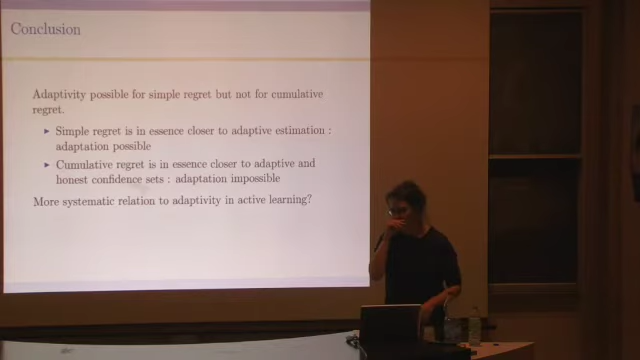 Conclusion
Adaptivity possible for simple regret but not for cumulative
regret.
Simple regret is in essence closer to adaptive estimation :
adaptation possible
Cumulative regret is in essence closer to adaptive and
honest confidence sets : adaptation impossible
More systematic relation to adaptivity in active learning?